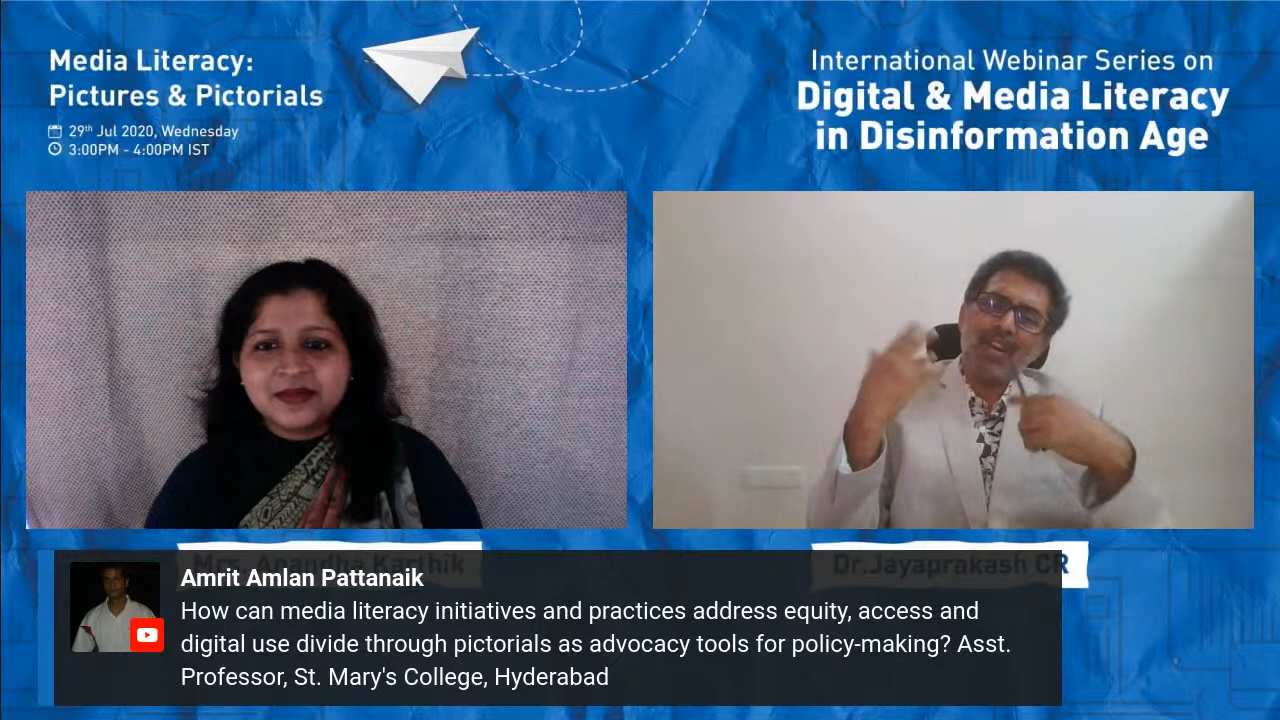 Media Literacy:
Pictures & Pictorials
29th Jul 2020, Wednesday
3:00PM - 4:00PM IST
International Webinar Series on
Digital & Media Literacy
in Disinformation Age
Mrs. Anandha Karthik
Dr.Jayaprakash CR
Amrit Amlan Pattanaik
How can media literacy initiatives and practices address equity, access and
digital use divide through pictorials as advocacy tools for policy-making? Asst.
Professor, St. Mary's College, Hyderabad